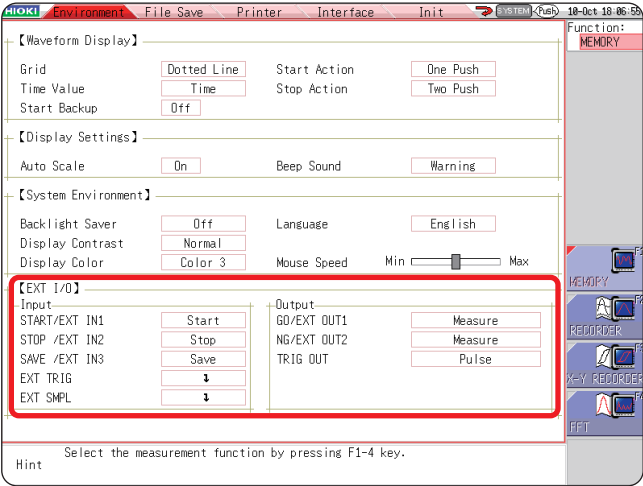 HIOKI Environment File Save Printer Interface Init SYSTEM Push 10-Oct 18:06:55
Function:
MEMORY
【Waveform Display】
Grid Dotted Line Start Action One Push
Time Value Time Stop Action Two Push
Start Backup Off
【Display Settings】
Auto Scale On Beep Sound Warning
【System Environment】
Backlight Saver Off Language English
Display Contrast Normal
Display Color Color 3 Mouse Speed Min Max
【EXT I/O】
Input Output
START/EXT IN1 Start GO/EXT OUT1 Measure
STOP /EXT IN2 Stop NG/EXT OUT2 Measure
SAVE /EXT IN3 Save TRIG OUT Pulse
EXT TRIG ↴
EXT SMPL ↴
MEMORY
RECORDER
X-Y RECORDER
FFT
Select the measurement function by pressing F1-4 key.
Hint